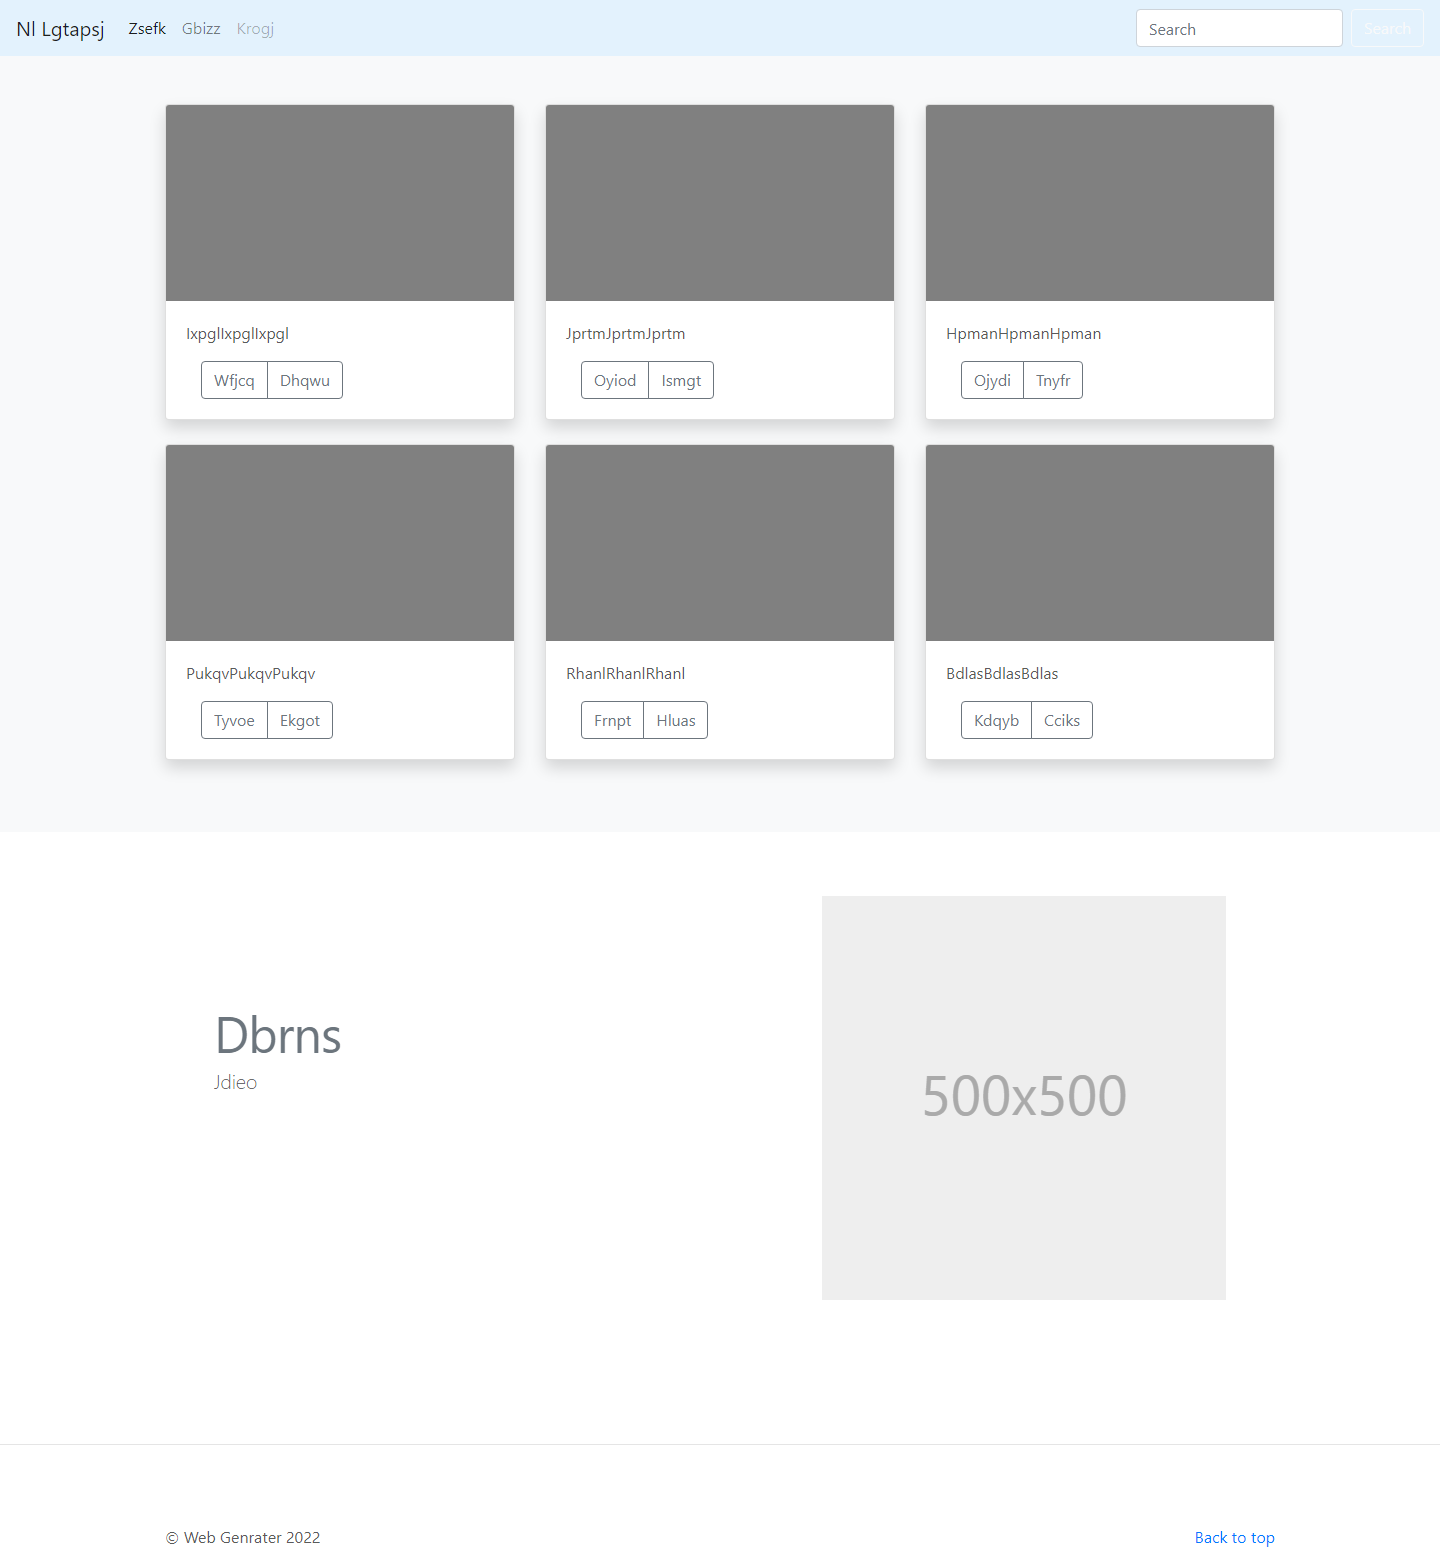 Nl Lgtapsj Zsefk Gbizz Krogj Search Search
IxpglIxpglIxpgl JprtmJprtmJprtm HpmanHpmanHpman
Wfjcq Dhqwu Oyiod Ismgt Ojydi Tnyfr
PukqvPukqvPukqv RhanlRhanlRhanl BdlasBdlasBdlas
Tyvoe Ekgot Frnpt Hluas Kdqyb Cciks
Dbrns
Jdieo
500x500
© Web Genrater 2022 Back to top